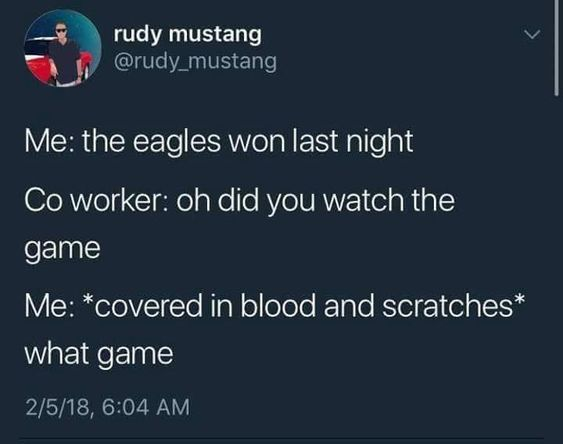 rudy mustang
@rudy_mustang
Me: the eagles won last night
Co worker: oh did you watch the
game
Me: *covered in blood and scratches*
what game
2/5/18, 6:04 AM